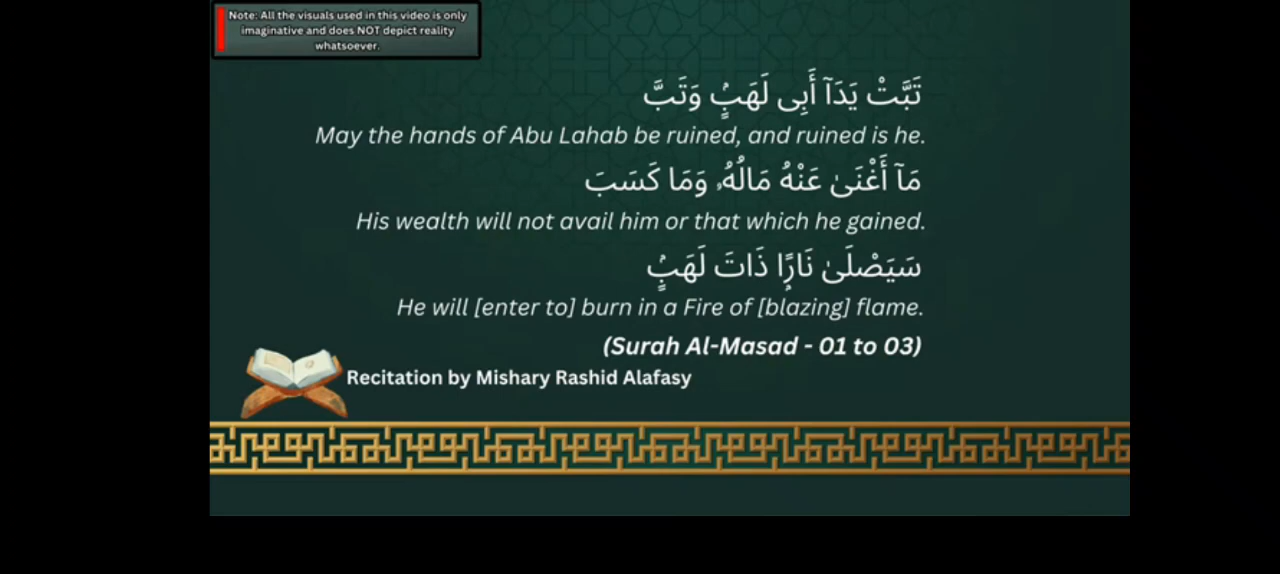 Note: All the visuals used in this video is only
imaginative and does NOT depict reality
whatsoever.
تَبَّتْ يَدَآ أَبِى لَهَبٍۢ وَتَبَّ
May the hands of Abu Lahab be ruined, and ruined is he.
مَآ أَغْنَىٰ عَنْهُ مَالُهُۥ وَمَا كَسَبَ
His wealth will not avail him or that which he gained.
سَيَصْلَىٰ نَارًۭا ذَاتَ لَهَبٍۢ
He will [enter to] burn in a Fire of [blazing] flame.
(Surah Al-Masad - 01 to 03)
Recitation by Mishary Rashid Alafasy